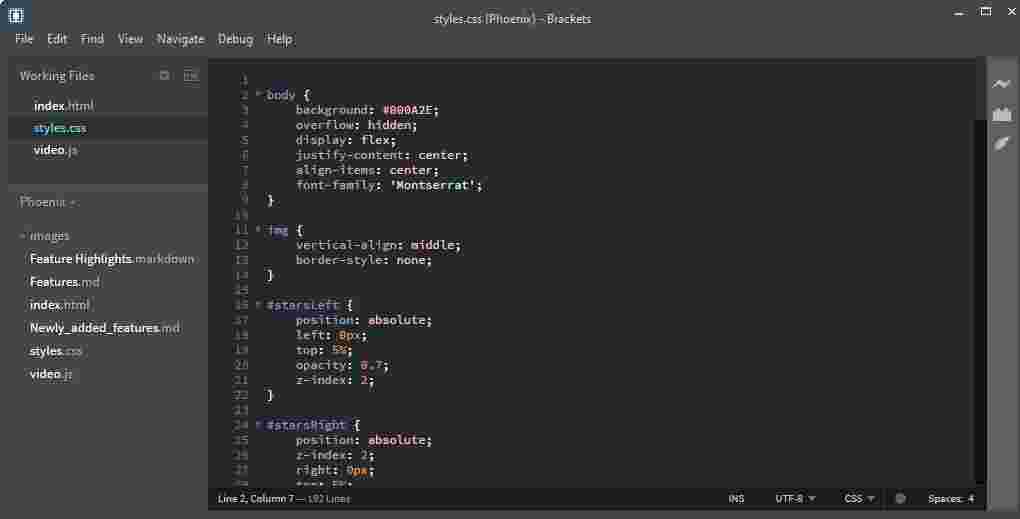 styles.css (Phoenix) - Brackets
File Edit Find View Navigate Debug Help
Working Files
index.html
styles.css
video.js
Phoenix
images
Feature Highlights.markdown
Features.md
index.html
Newly_added_features.md
styles.css
video.js
1
2 body {
3 background: #000A2E;
4 overflow: hidden;
5 display: flex;
6 justify-content: center;
7 align-items: center;
8 font-family: 'Montserrat';
9 }
10
11 img {
12 vertical-align: middle;
13 border-style: none;
14 }
15
16 #starsLeft {
17 position: absolute;
18 left: 0px;
19 top: 5%;
20 opacity: 0.7;
21 z-index: 2;
22 }
23
24 #starsRight {
25 position: absolute;
26 z-index: 2;
27 right: 0px;
28 top: 5%;
Line 2, Column 7 — 192 Lines INS UTF-8 CSS Spaces: 4